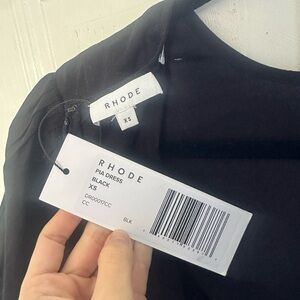 RHODE
XS
RHODE
PIA DRESS
BLACK
XS
CC
BLK